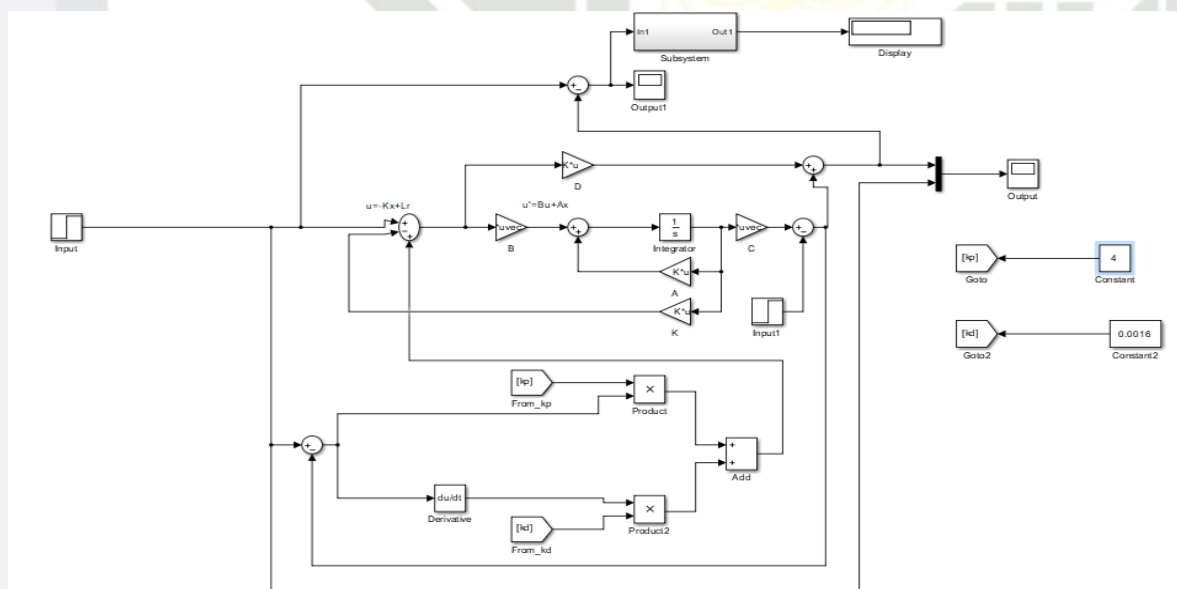 In1 Out1
Subsystem
Display
Output1
K*u
D
Output
u=-Kx+Lr
u'=Bu+Ax
Input
*uvec
B
1
s
Integrator
*uvec
C
K*u
A
K*u
K
Input1
[kp]
Goto
4
Constant
[kd]
Goto2
0.0016
Constant2
[kp]
From_kp
×
Product
+
+
Add
du/dt
Derivative
[kd]
From_kd
×
Product2